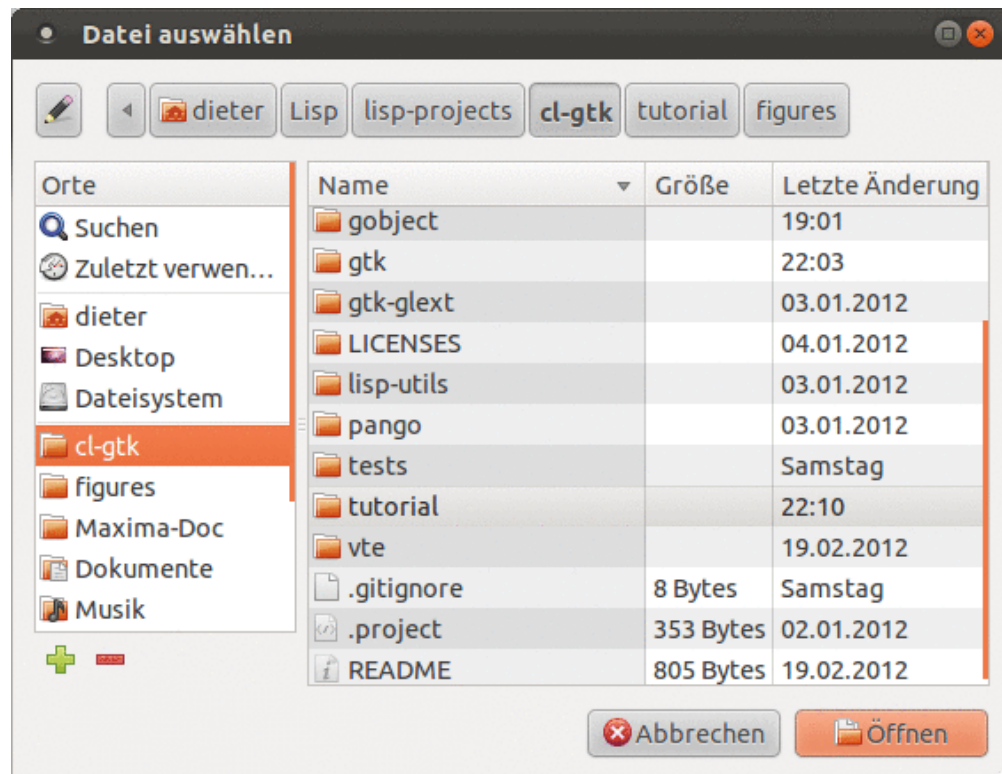 Datei auswählen
dieter Lisp lisp-projects cl-gtk tutorial figures
Orte
Suchen
Zuletzt verwen...
dieter
Desktop
Dateisystem
cl-gtk
figures
Maxima-Doc
Dokumente
Musik
Name Größe Letzte Änderung
gobject 19:01
gtk 22:03
gtk-glext 03.01.2012
LICENSES 04.01.2012
lisp-utils 03.01.2012
pango 03.01.2012
tests Samstag
tutorial 22:10
vte 19.02.2012
.gitignore 8 Bytes Samstag
.project 353 Bytes 02.01.2012
README 805 Bytes 19.02.2012
Abbrechen Öffnen